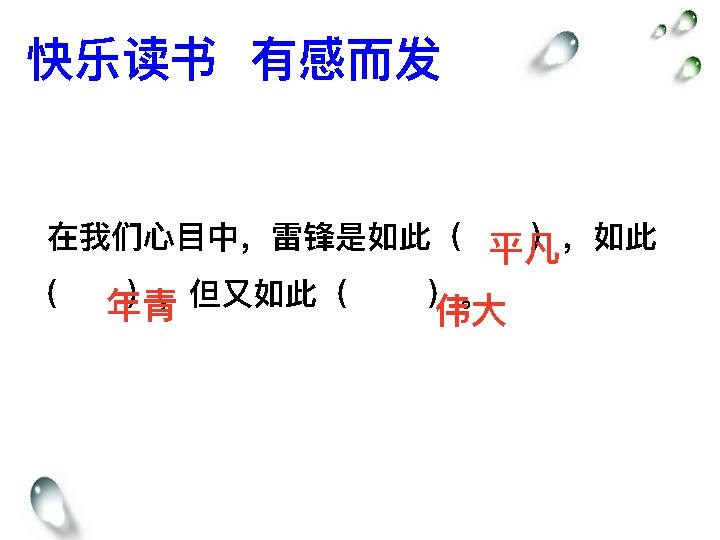 快乐读书 有感而发
在我们心目中，雷锋是如此（平凡），如此
（年青），但又如此（伟大）。